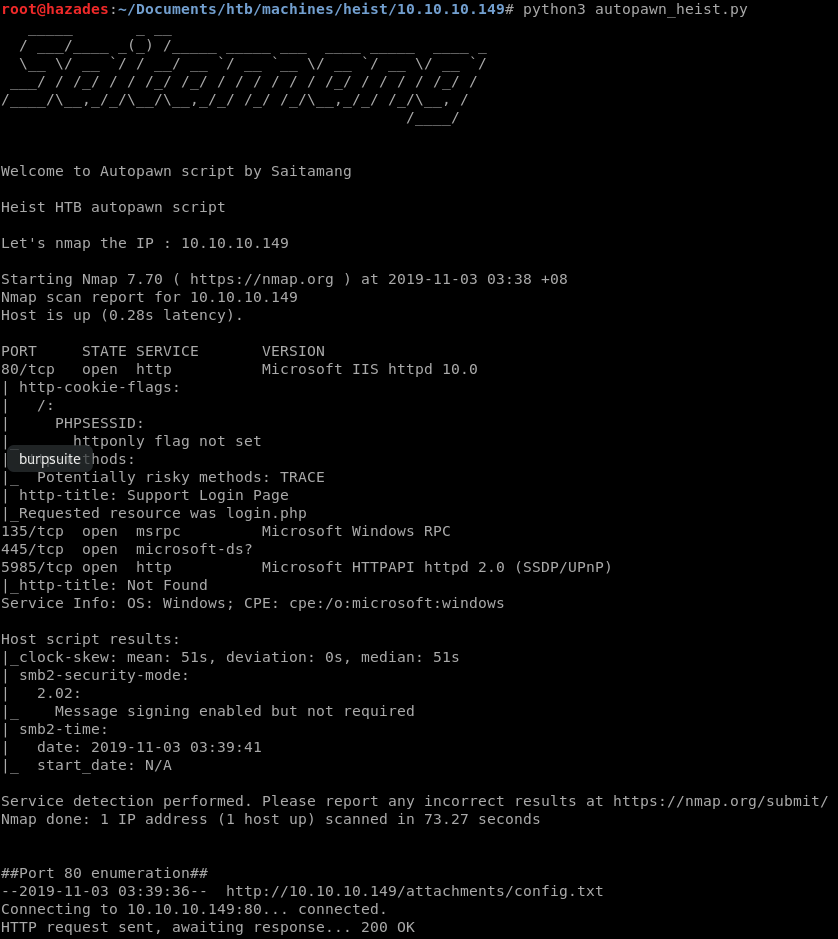 root@hazades:~/Documents/htb/machines/heist/10.10.10.149# python3 autopawn_heist.py
Saitamang
Welcome to Autopawn script by Saitamang
Heist HTB autopawn script
Let's nmap the IP : 10.10.10.149
Starting Nmap 7.70 ( https://nmap.org ) at 2019-11-03 03:38 +08
Nmap scan report for 10.10.10.149
Host is up (0.28s latency).
PORT     STATE SERVICE       VERSION
80/tcp   open  http          Microsoft IIS httpd 10.0
| http-cookie-flags:
|   /:
|     PHPSESSID:
|_      httponly flag not set
burpsuite
thods:
|_  Potentially risky methods: TRACE
| http-title: Support Login Page
|_Requested resource was login.php
135/tcp  open  msrpc         Microsoft Windows RPC
445/tcp  open  microsoft-ds?
5985/tcp open  http          Microsoft HTTPAPI httpd 2.0 (SSDP/UPnP)
|_http-title: Not Found
Service Info: OS: Windows; CPE: cpe:/o:microsoft:windows
Host script results:
|_clock-skew: mean: 51s, deviation: 0s, median: 51s
| smb2-security-mode:
|   2.02:
|_    Message signing enabled but not required
| smb2-time:
|   date: 2019-11-03 03:39:41
|_  start_date: N/A
Service detection performed. Please report any incorrect results at https://nmap.org/submit/
Nmap done: 1 IP address (1 host up) scanned in 73.27 seconds
##Port 80 enumeration##
--2019-11-03 03:39:36--  http://10.10.10.149/attachments/config.txt
Connecting to 10.10.10.149:80... connected.
HTTP request sent, awaiting response... 200 OK